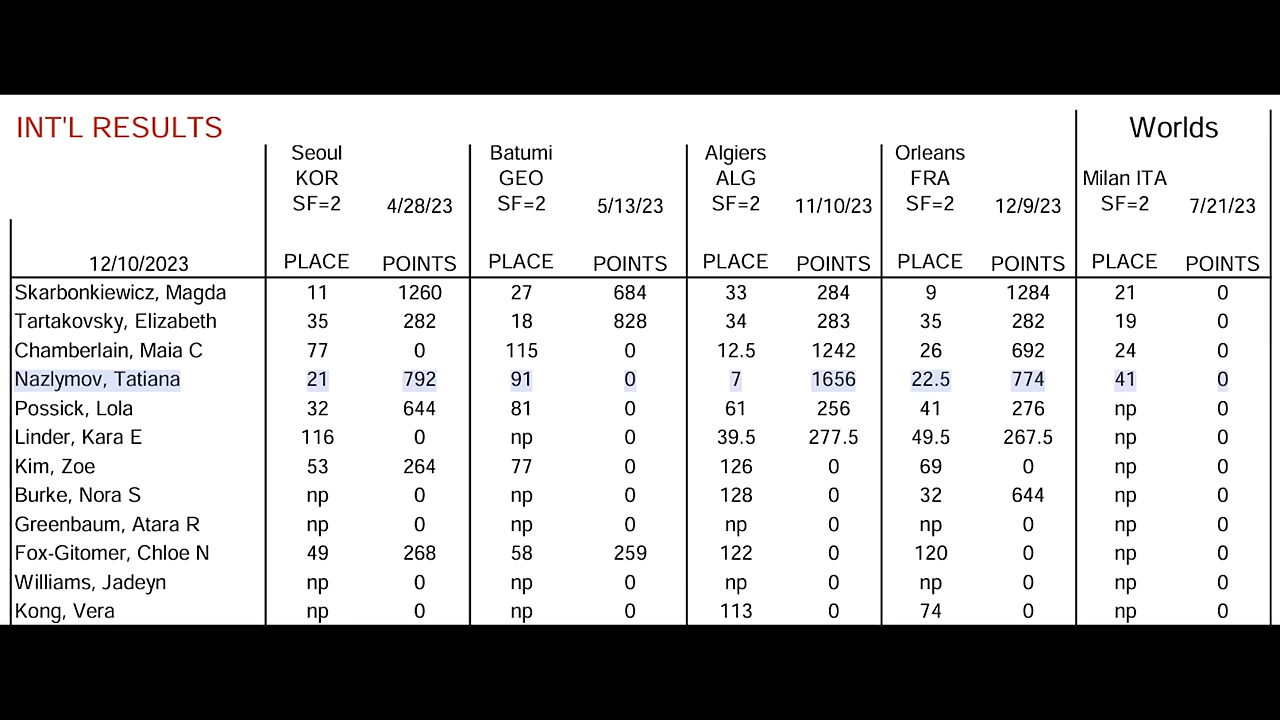 INT'L RESULTS
Worlds
Seoul Batumi Algiers Orleans
KOR GEO ALG FRA Milan ITA
SF=2 4/28/23 SF=2 5/13/23 SF=2 11/10/23 SF=2 12/9/23 SF=2 7/21/23
12/10/2023 PLACE POINTS PLACE POINTS PLACE POINTS PLACE POINTS PLACE POINTS
Skarbonkiewicz, Magda 11 1260 27 684 33 284 9 1284 21 0
Tartakovsky, Elizabeth 35 282 18 828 34 283 35 282 19 0
Chamberlain, Maia C 77 0 115 0 12.5 1242 26 692 24 0
Nazlymov, Tatiana 21 792 91 0 7 1656 22.5 774 41 0
Possick, Lola 32 644 81 0 61 256 41 276 np 0
Linder, Kara E 116 0 np 0 39.5 277.5 49.5 267.5 np 0
Kim, Zoe 53 264 77 0 126 0 69 0 np 0
Burke, Nora S np 0 np 0 128 0 32 644 np 0
Greenbaum, Atara R np 0 np 0 np 0 np 0 np 0
Fox-Gitomer, Chloe N 49 268 58 259 122 0 120 0 np 0
Williams, Jadeyn np 0 np 0 np 0 np 0 np 0
Kong, Vera np 0 np 0 113 0 74 0 np 0